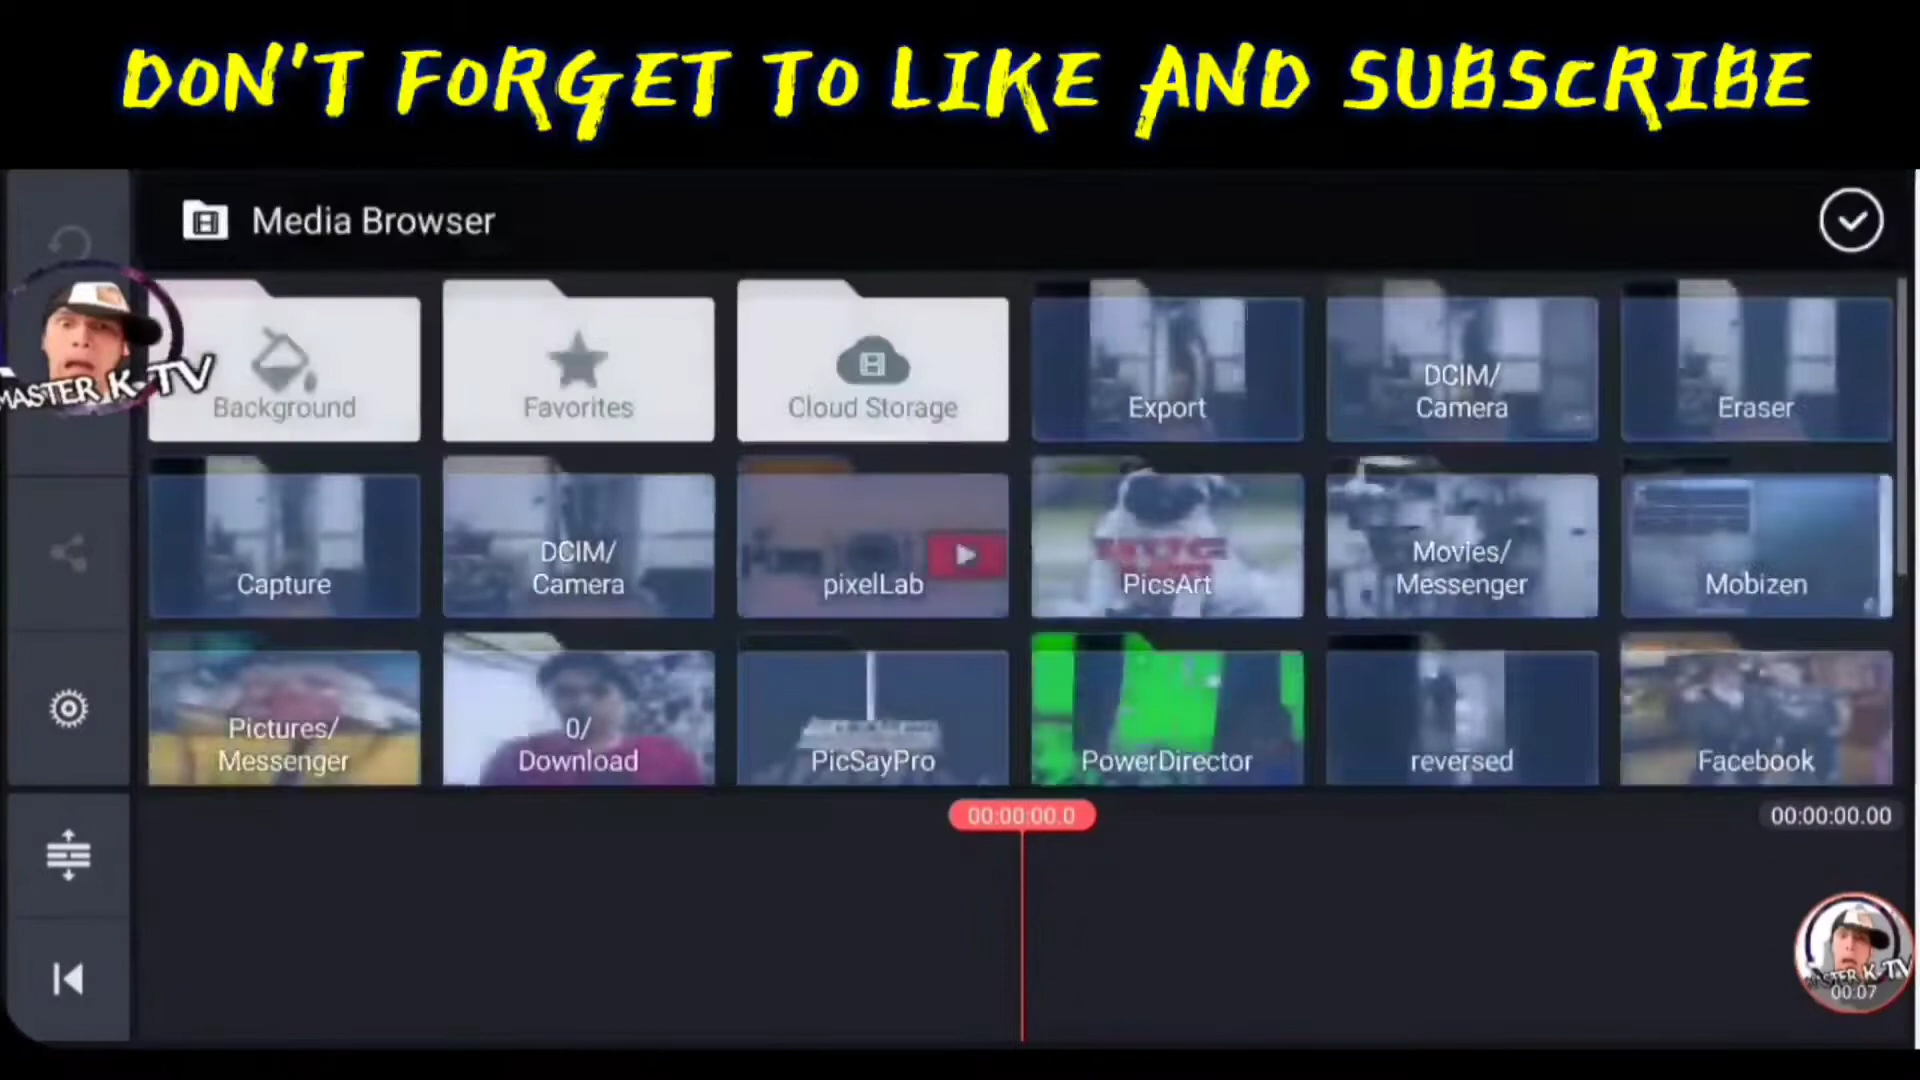 DON'T FORGET TO LIKE AND SUBSCRIBE
Media Browser
MASTER K-TV
Background
Favorites
Cloud Storage
Export
DCIM/
Camera
Eraser
Capture
DCIM/
Camera
pixelLab
PicsArt
Movies/
Messenger
Mobizen
Pictures/
Messenger
0/
Download
PicSayPro
PowerDirector
reversed
Facebook
00:00:00.0
00:00:00.00
MASTER K-TV
00:07